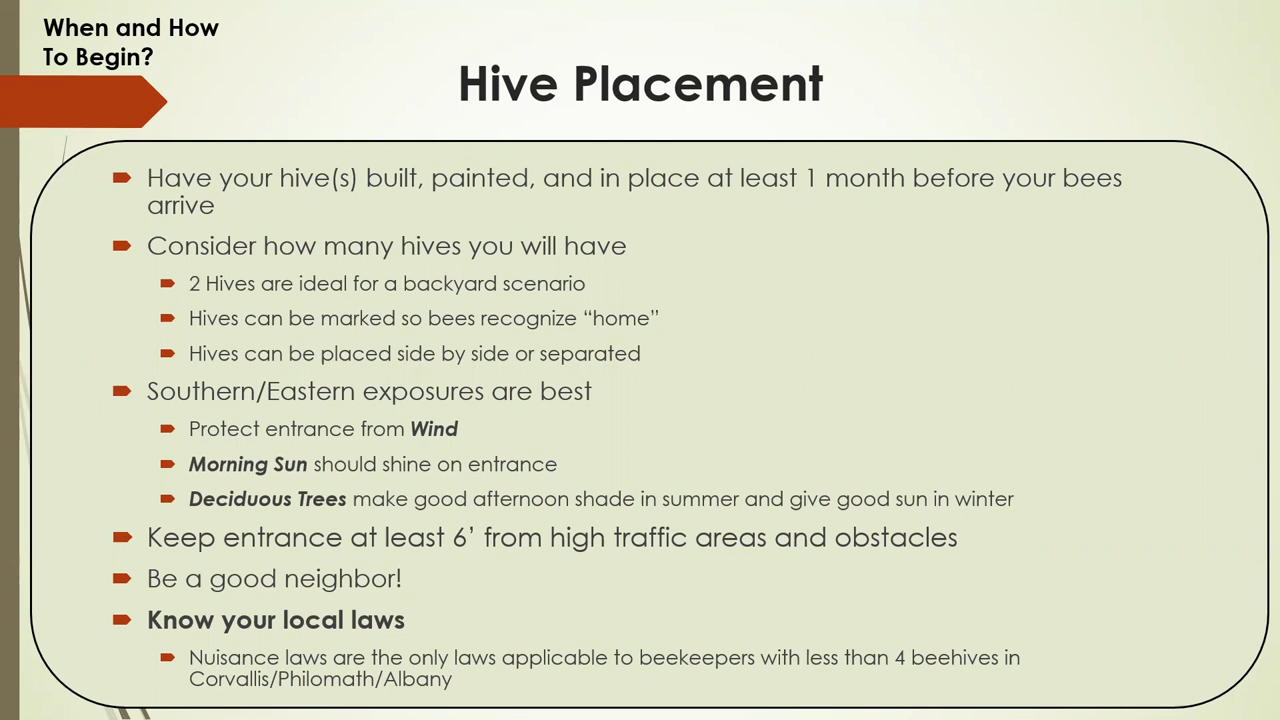 When and How
To Begin?
Hive Placement
Have your hive(s) built, painted, and in place at least 1 month before your bees
arrive
Consider how many hives you will have
2 Hives are ideal for a backyard scenario
Hives can be marked so bees recognize “home”
Hives can be placed side by side or separated
Southern/Eastern exposures are best
Protect entrance from Wind
Morning Sun should shine on entrance
Deciduous Trees make good afternoon shade in summer and give good sun in winter
Keep entrance at least 6’ from high traffic areas and obstacles
Be a good neighbor!
Know your local laws
Nuisance laws are the only laws applicable to beekeepers with less than 4 beehives in
Corvallis/Philomath/Albany